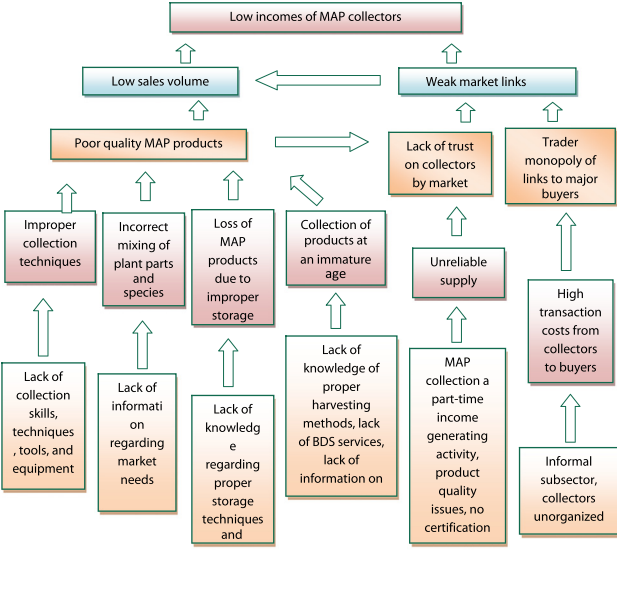 Low incomes of MAP collectors
Low sales volume
Weak market links
Poor quality MAP products
Lack of trust
on collectors
by market
Trader
monopoly of
links to major
buyers
Improper
collection
techniques
Incorrect
mixing of
plant parts
and
species
Loss of
MAP
products
due to
improper
storage
Collection of
products at
an immature
age
Unreliable
supply
High
transaction
costs from
collectors
to buyers
Lack of
collection
skills,
techniques
, tools, and
equipment
Lack of
informati
on
regarding
market
needs
Lack of
knowledg
e
regarding
proper
storage
techniques
and
Lack of
knowledge of
proper
harvesting
methods, lack
of BDS services,
lack of
information on
MAP
collection a
part-time
income
generating
activity,
product
quality
issues, no
certification
Informal
subsector,
collectors
unorganized